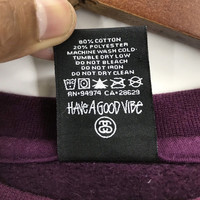 80% COTTON
20% POLYESTER
MACHINE WASH COLD
TUMBLE DRY LOW
DO NOT BLEACH
DO NOT IRON
DO NOT DRY CLEAN
RN#94974 CA#28629
HAVE A GOOD VIBE